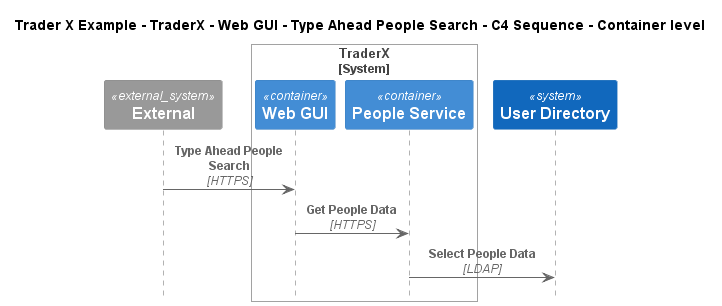 Trader X Example - TraderX - Web GUI - Type Ahead People Search - C4 Sequence - Container level
TraderX
[System]
«external_system»
External
«container»
Web GUI
«container»
People Service
«system»
User Directory
Type Ahead People
Search
[HTTPS]
Get People Data
[HTTPS]
Select People Data
[LDAP]